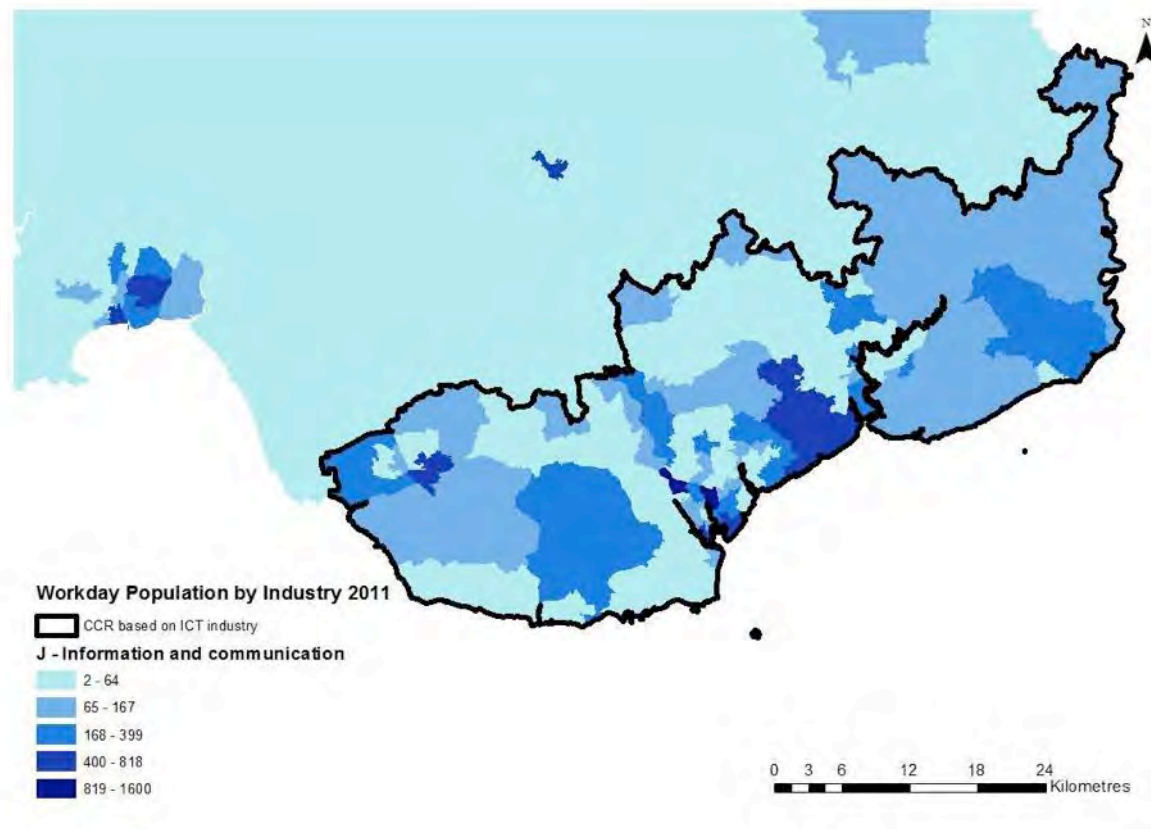 N
Workday Population by Industry 2011
CCR based on ICT industry
J - Information and communication
2 - 64
65 - 167
168 - 399
400 - 818
819 - 1600
0 3 6 12 18 24
Kilometres